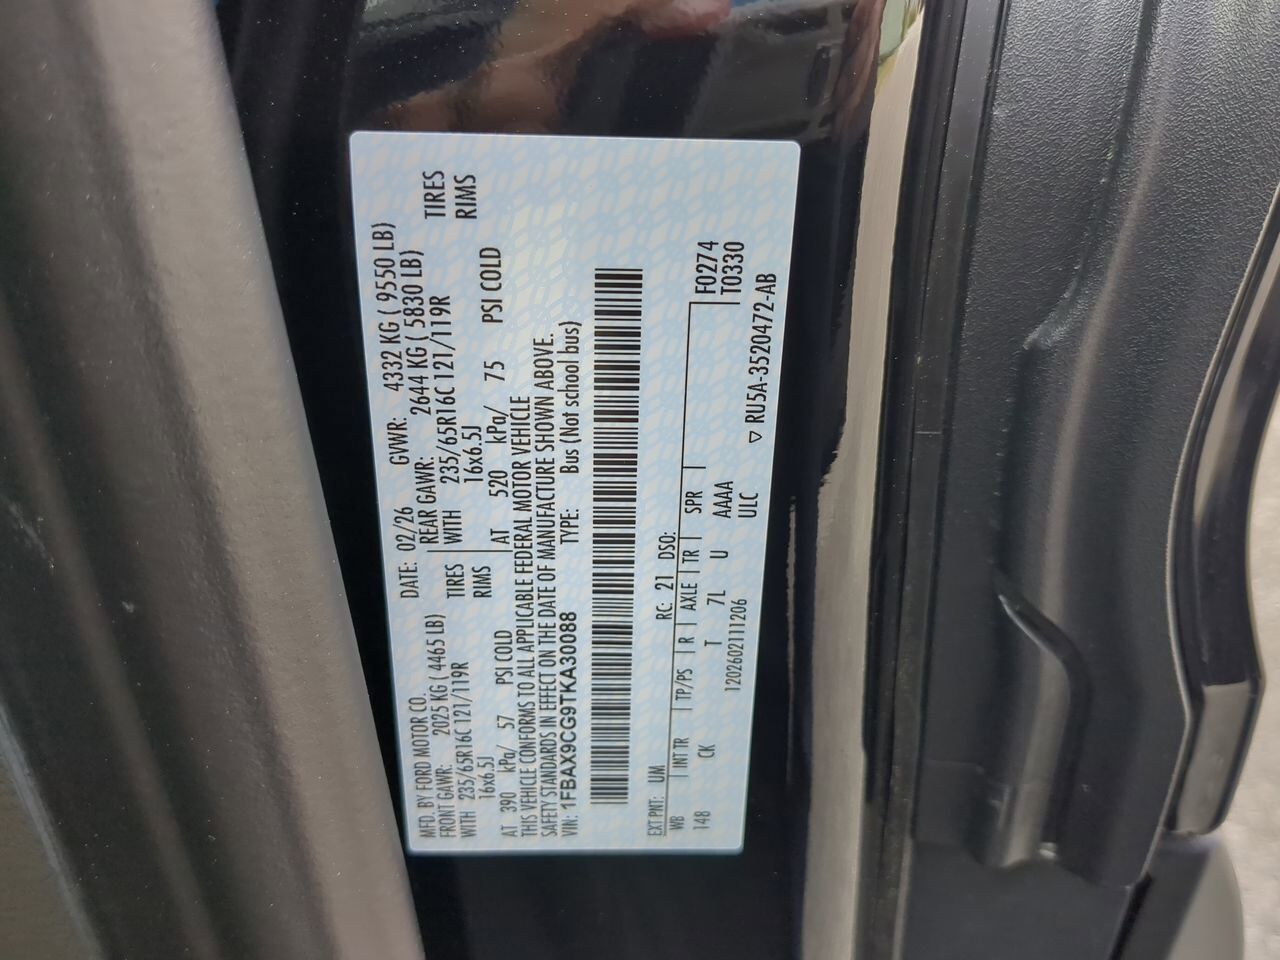 MFD. BY FORD MOTOR CO.
DATE: 02/26 GVWR: 4332 KG ( 9550 LB)
FRONT GAWR: 2025 KG ( 4465 LB) REAR GAWR: 2644 KG ( 5830 LB)
WITH 235/65R16C 121/119R TIRES WITH 235/65R16C 121/119R TIRES
16x6.5J RIMS 16x6.5J RIMS
AT 390 kPa/ 57 PSI COLD AT 520 kPa/ 75 PSI COLD
THIS VEHICLE CONFORMS TO ALL APPLICABLE FEDERAL MOTOR VEHICLE
SAFETY STANDARDS IN EFFECT ON THE DATE OF MANUFACTURE SHOWN ABOVE.
VIN: 1FBAX9CG9TKA30088 TYPE: Bus (Not school bus)
EXT PNT: UM RC: 21 DSO:
WB INT TR TP/PS R AXLE TR SPR F0274
148 CK T 7L U AAAA T0330
1202602111206 ULC
▽ RU5A-3520472-AB